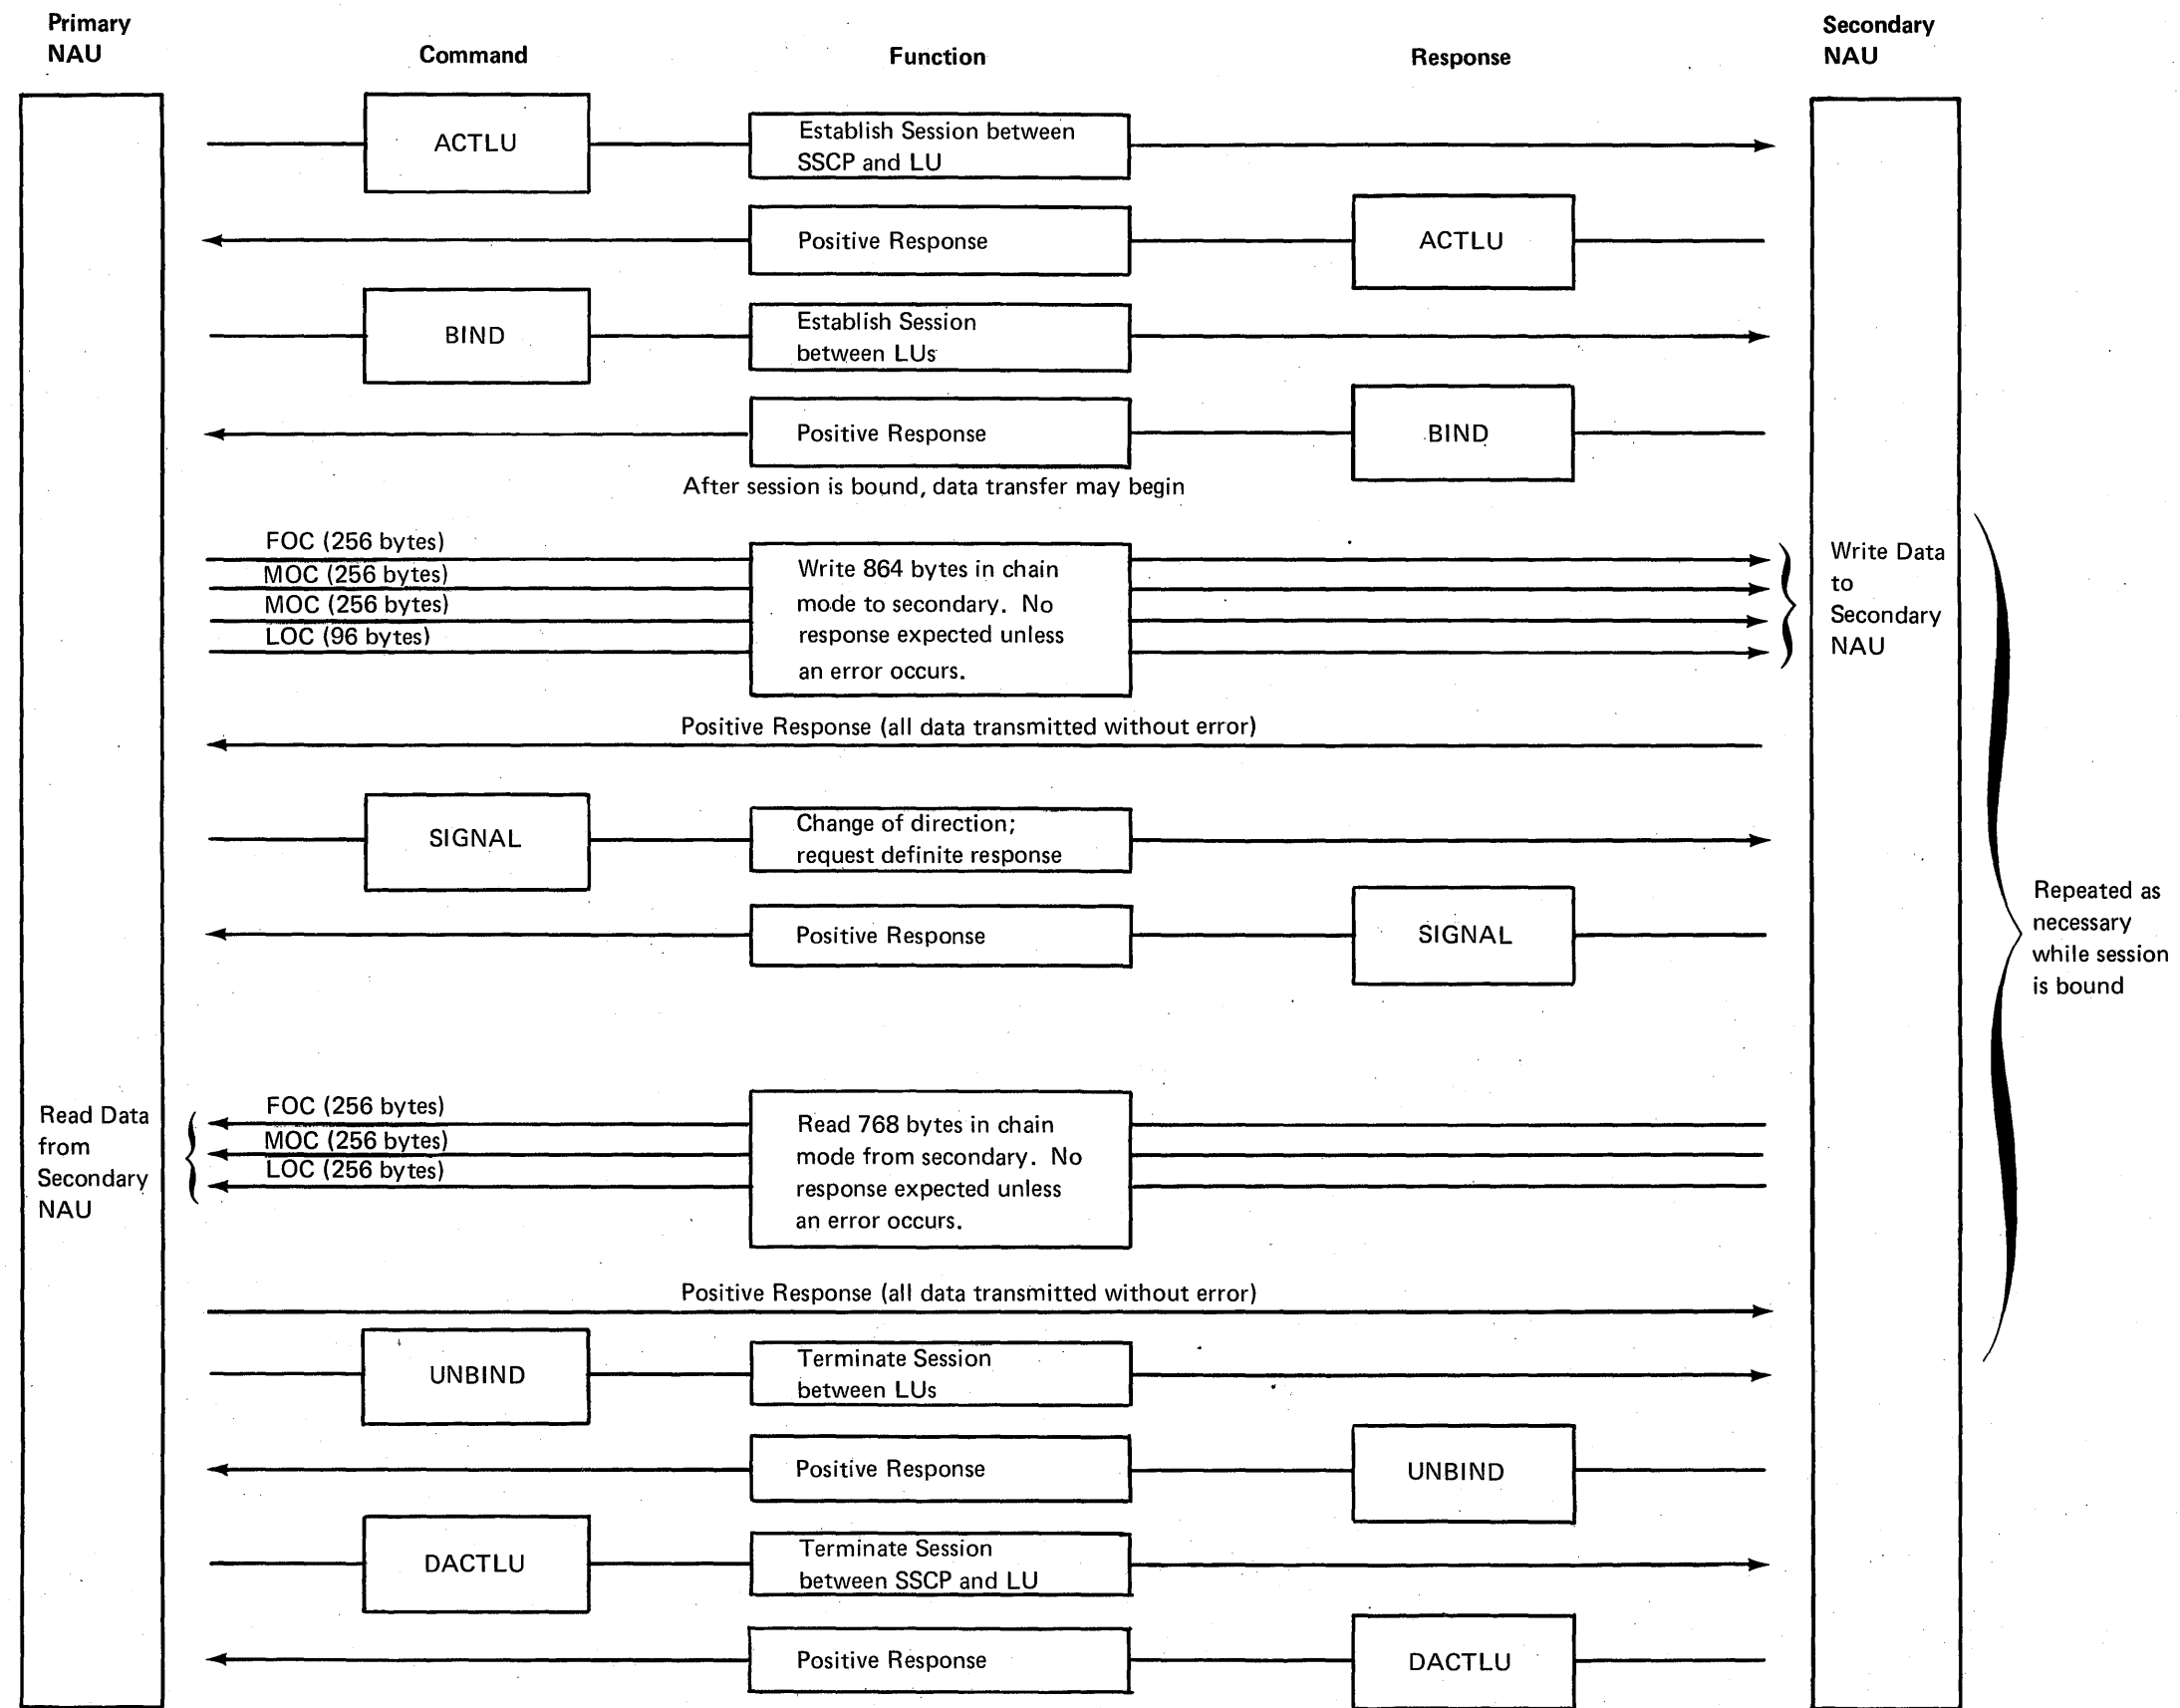 Primary
NAU
Command
Function
Response
Secondary
NAU
ACTLU
Establish Session between
SSCP and LU
Positive Response
ACTLU
BIND
Establish Session
between LUs
Positive Response
BIND
After session is bound, data transfer may begin
FOC (256 bytes)
MOC (256 bytes)
MOC (256 bytes)
LOC (96 bytes)
Write 864 bytes in chain
mode to secondary. No
response expected unless
an error occurs.
Write Data
to
Secondary
NAU
Positive Response (all data transmitted without error)
SIGNAL
Change of direction;
request definite response
Positive Response
SIGNAL
Repeated as
necessary
while session
is bound
Read Data
from
Secondary
NAU
FOC (256 bytes)
MOC (256 bytes)
LOC (256 bytes)
Read 768 bytes in chain
mode from secondary. No
response expected unless
an error occurs.
Positive Response (all data transmitted without error)
UNBIND
Terminate Session
between LUs
Positive Response
UNBIND
DACTLU
Terminate Session
between SSCP and LU
Positive Response
DACTLU